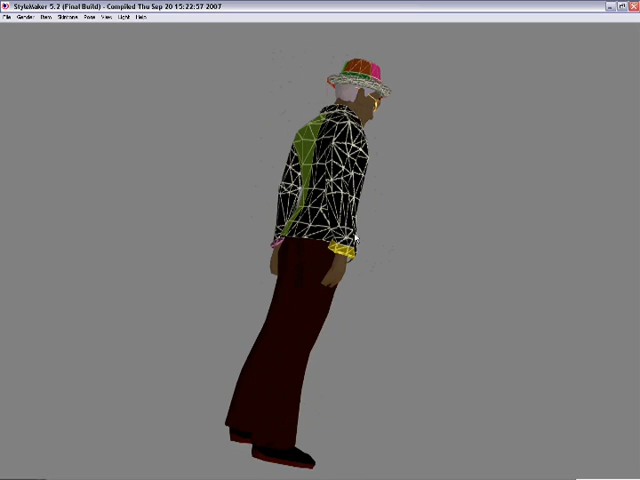 StyleMaker 5.2 (Final Build) - Compiled Thu Sep 20 15:22:57 2007
File Gender Item Skintone Pose View Light Help